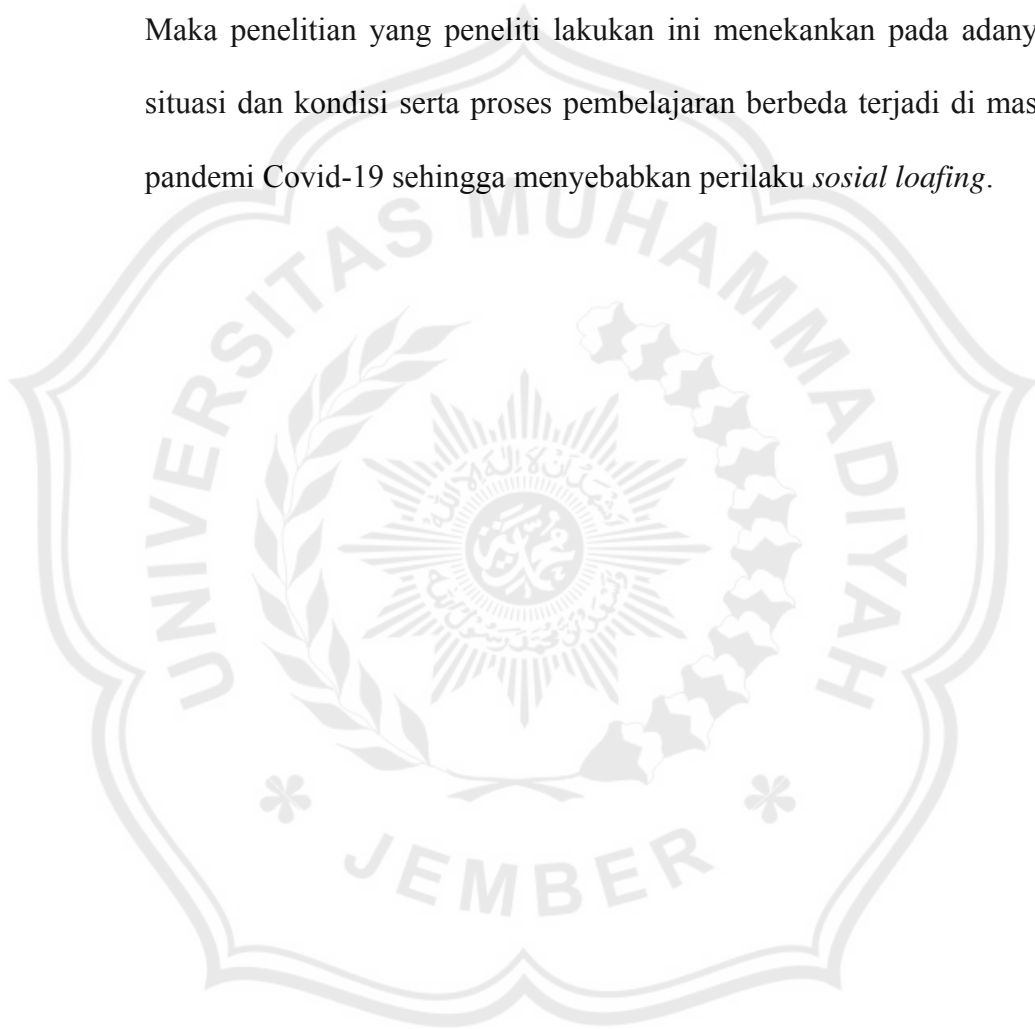 Maka penelitian yang peneliti lakukan ini menekankan pada adany
situasi dan kondisi serta proses pembelajaran berbeda terjadi di mas
pandemi Covid-19 sehingga menyebabkan perilaku sosial loafing.
UNIVERSITAS MUHAMMADIYAH
JEMBER